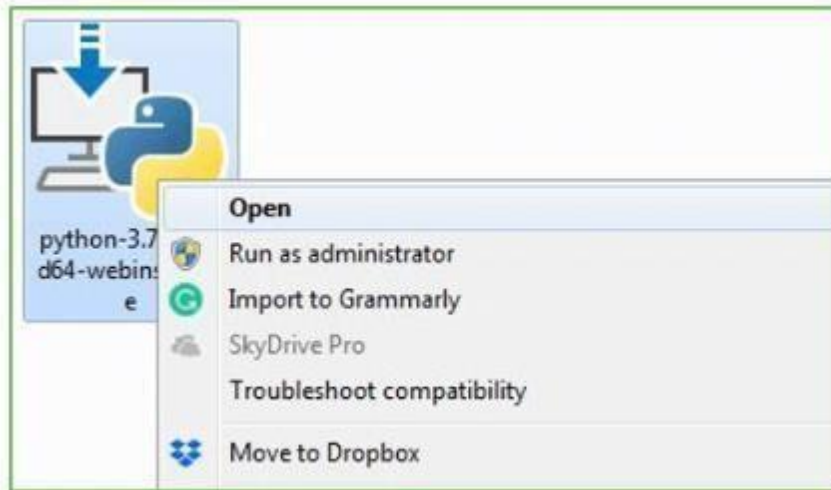 python-3.7
d64-webins
e
Open
Run as administrator
Import to Grammarly
SkyDrive Pro
Troubleshoot compatibility
Move to Dropbox